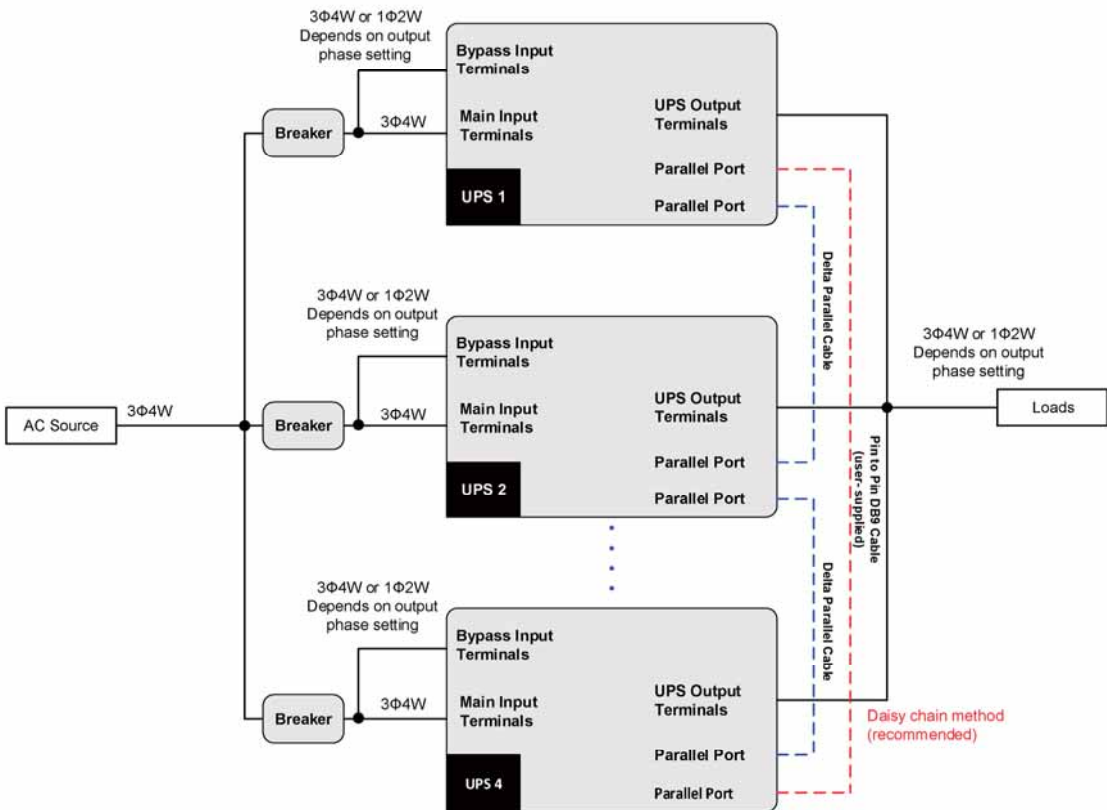 3Φ4W or 1Φ2W
Depends on output
phase setting
Bypass Input
Terminals
Breaker
3Φ4W
Main Input
Terminals
UPS Output
Terminals
Parallel Port
Parallel Port
UPS 1
Delta Parallel Cable
3Φ4W or 1Φ2W
Depends on output
phase setting
Bypass Input
Terminals
3Φ4W or 1Φ2W
Depends on output
phase setting
AC Source
3Φ4W
Breaker
3Φ4W
Main Input
Terminals
UPS Output
Terminals
Loads
Parallel Port
Parallel Port
UPS 2
Pin to Pin DB9 Cable
(user- supplied)
Delta Parallel Cable
3Φ4W or 1Φ2W
Depends on output
phase setting
Bypass Input
Terminals
Breaker
3Φ4W
Main Input
Terminals
UPS Output
Terminals
Daisy chain method
(recommended)
Parallel Port
Parallel Port
UPS 4